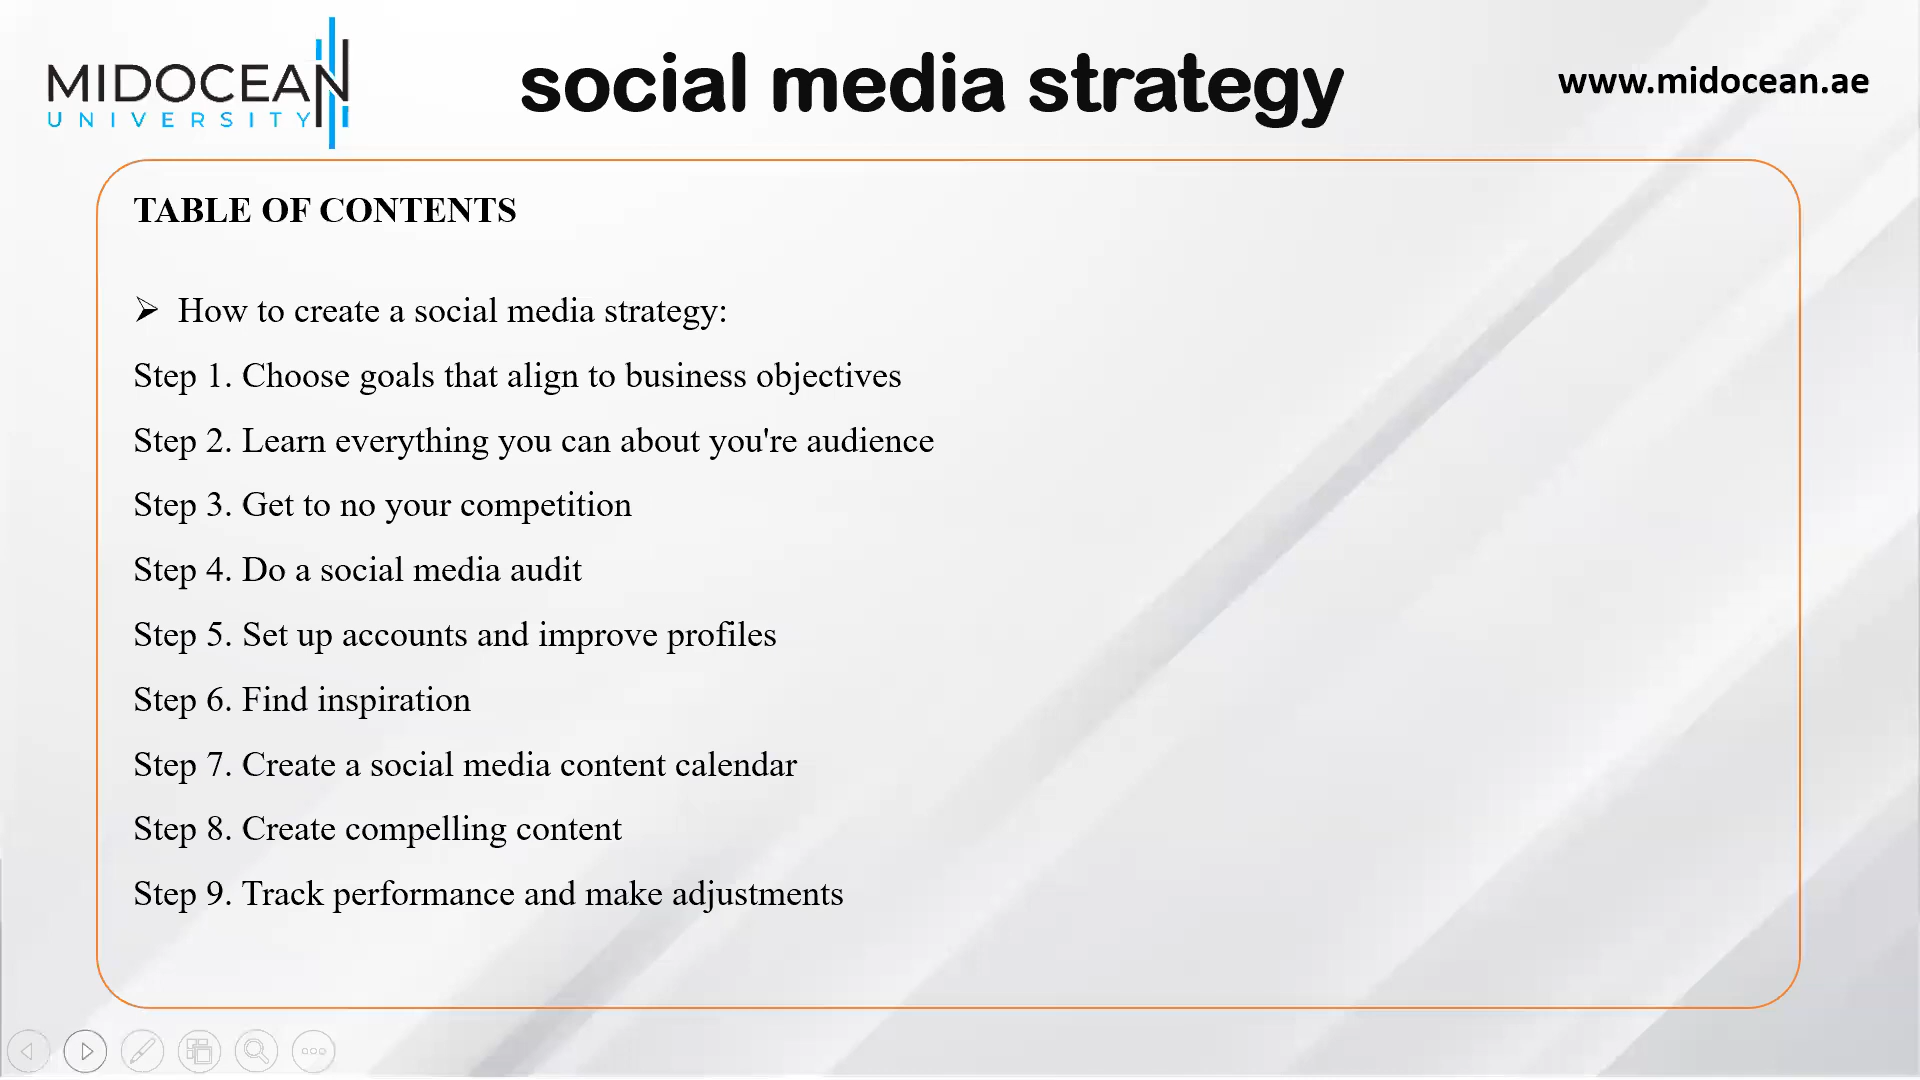 MIDOCEAN
UNIVERSITY
social media strategy
www.midocean.ae
TABLE OF CONTENTS
➢ How to create a social media strategy:
Step 1. Choose goals that align to business objectives
Step 2. Learn everything you can about you're audience
Step 3. Get to no your competition
Step 4. Do a social media audit
Step 5. Set up accounts and improve profiles
Step 6. Find inspiration
Step 7. Create a social media content calendar
Step 8. Create compelling content
Step 9. Track performance and make adjustments